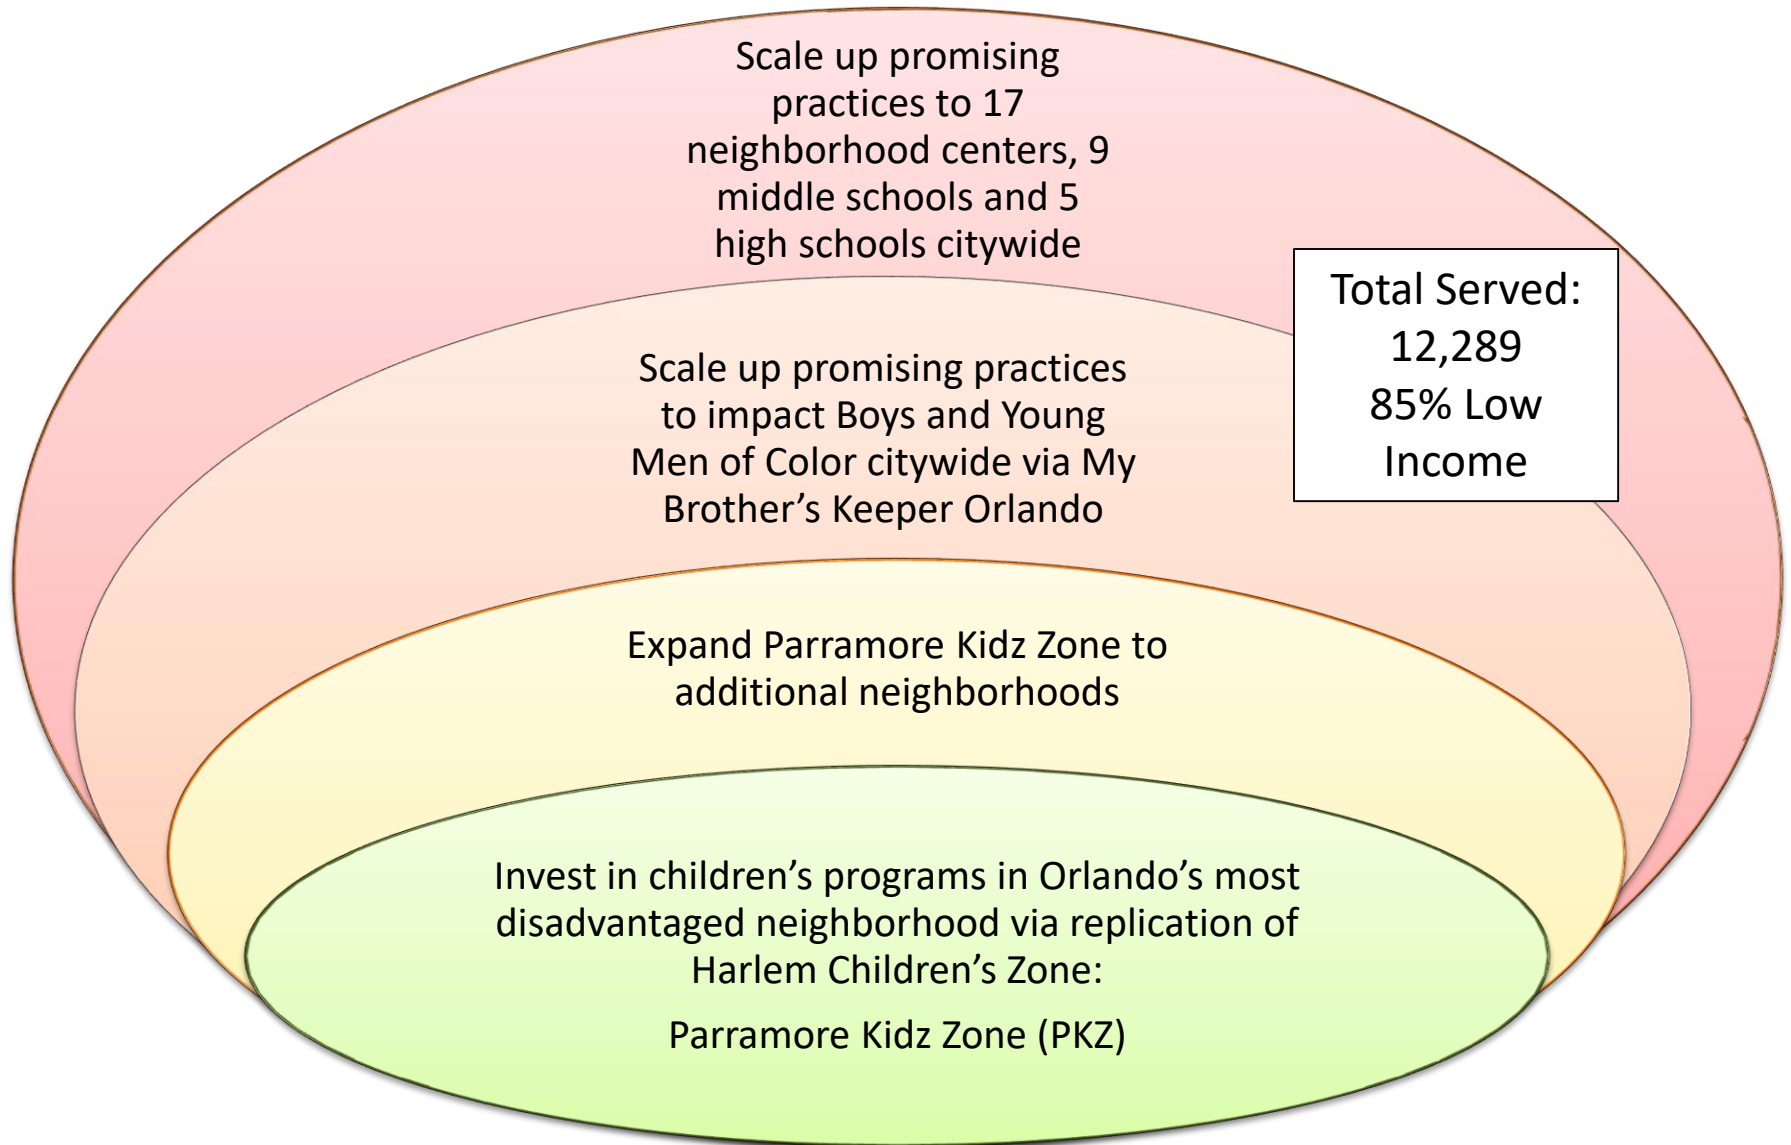 Scale up promising
practices to 17
neighborhood centers, 9
middle schools and 5
high schools citywide
Total Served:
12,289
85% Low
Income
Scale up promising practices
to impact Boys and Young
Men of Color citywide via My
Brother’s Keeper Orlando
Expand Parramore Kidz Zone to
additional neighborhoods
Invest in children’s programs in Orlando’s most
disadvantaged neighborhood via replication of
Harlem Children’s Zone:
Parramore Kidz Zone (PKZ)